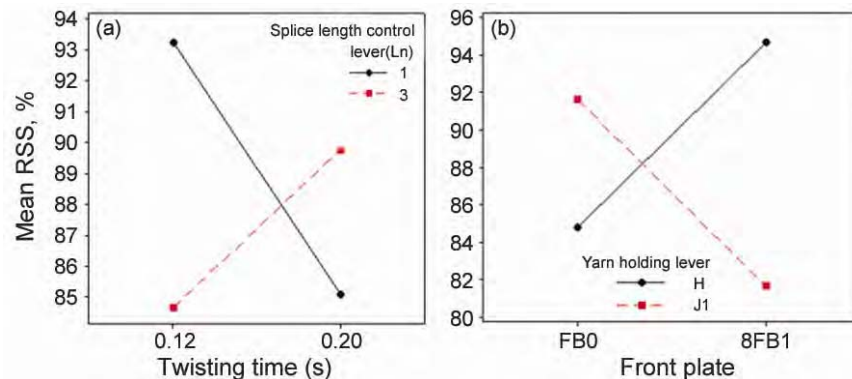 Mean RSS, %
(a)
Splice length control
lever(Ln)
1
3
93
92
91
90
89
88
87
86
85
0.12
0.20
Twisting time (s)
(b)
96
94
92
90
86
84
82
80
Yarn holding lever
H
J1
FB0
8FB1
Front plate